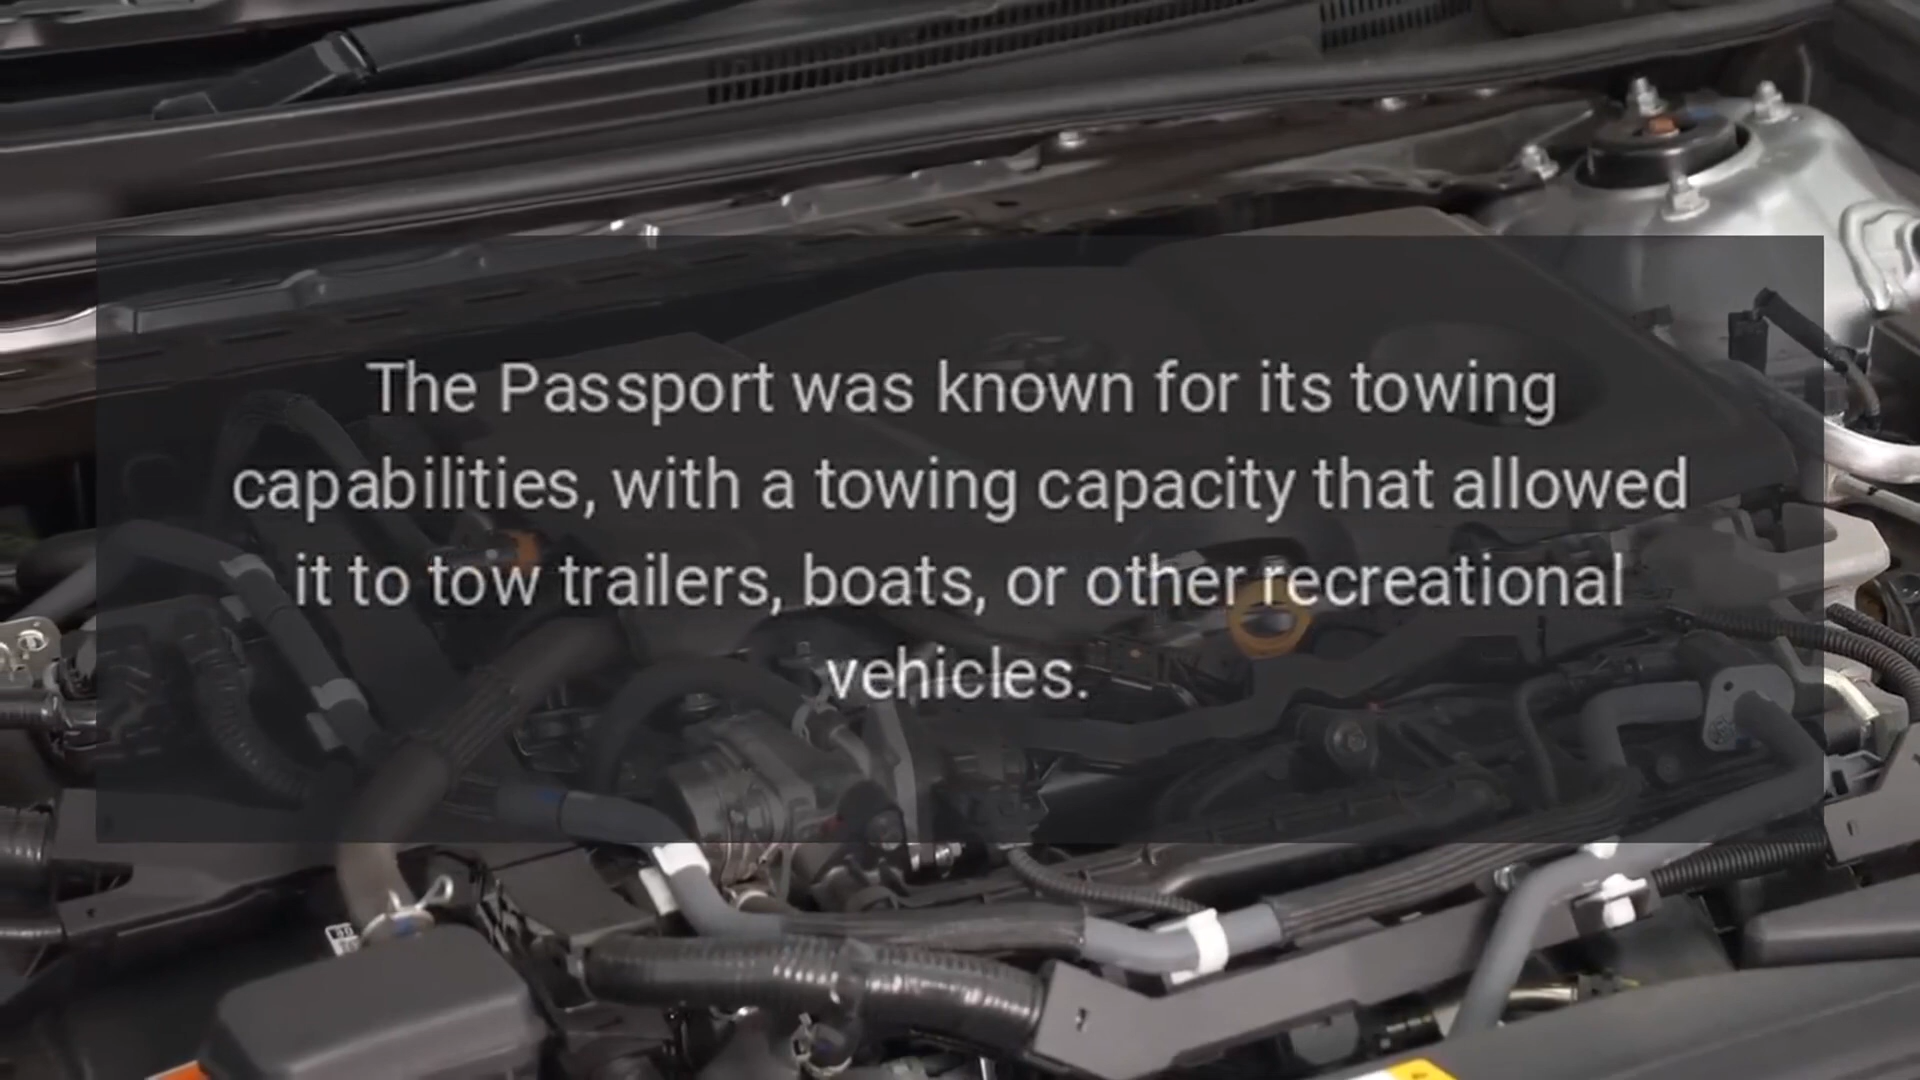 The Passport was known for its towing
capabilities, with a towing capacity that allowed
it to tow trailers, boats, or other recreational
vehicles.